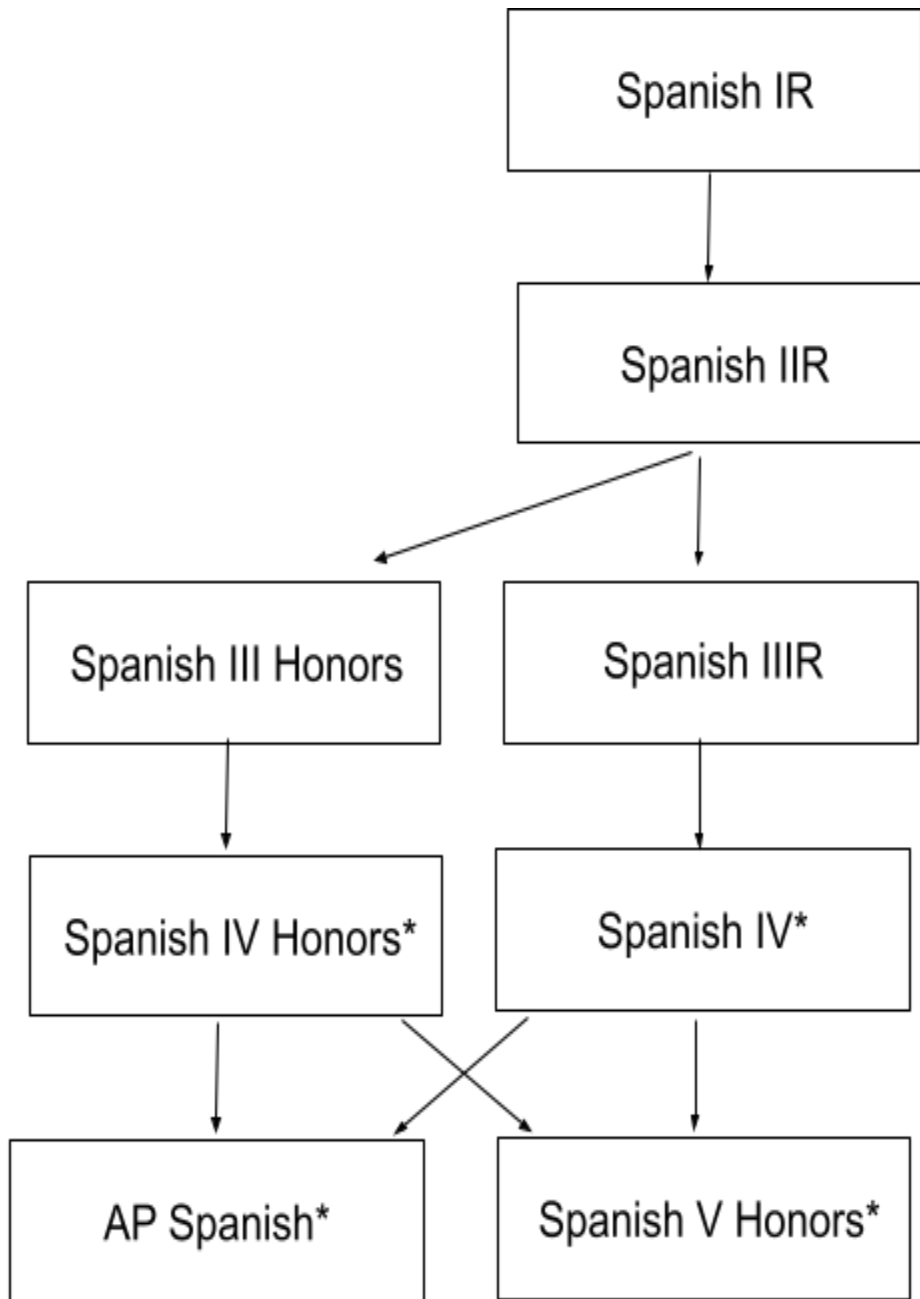 Spanish IR
Spanish IIR
Spanish III Honors
Spanish IIIR
Spanish IV Honors*
Spanish IV*
AP Spanish*
Spanish V Honors*